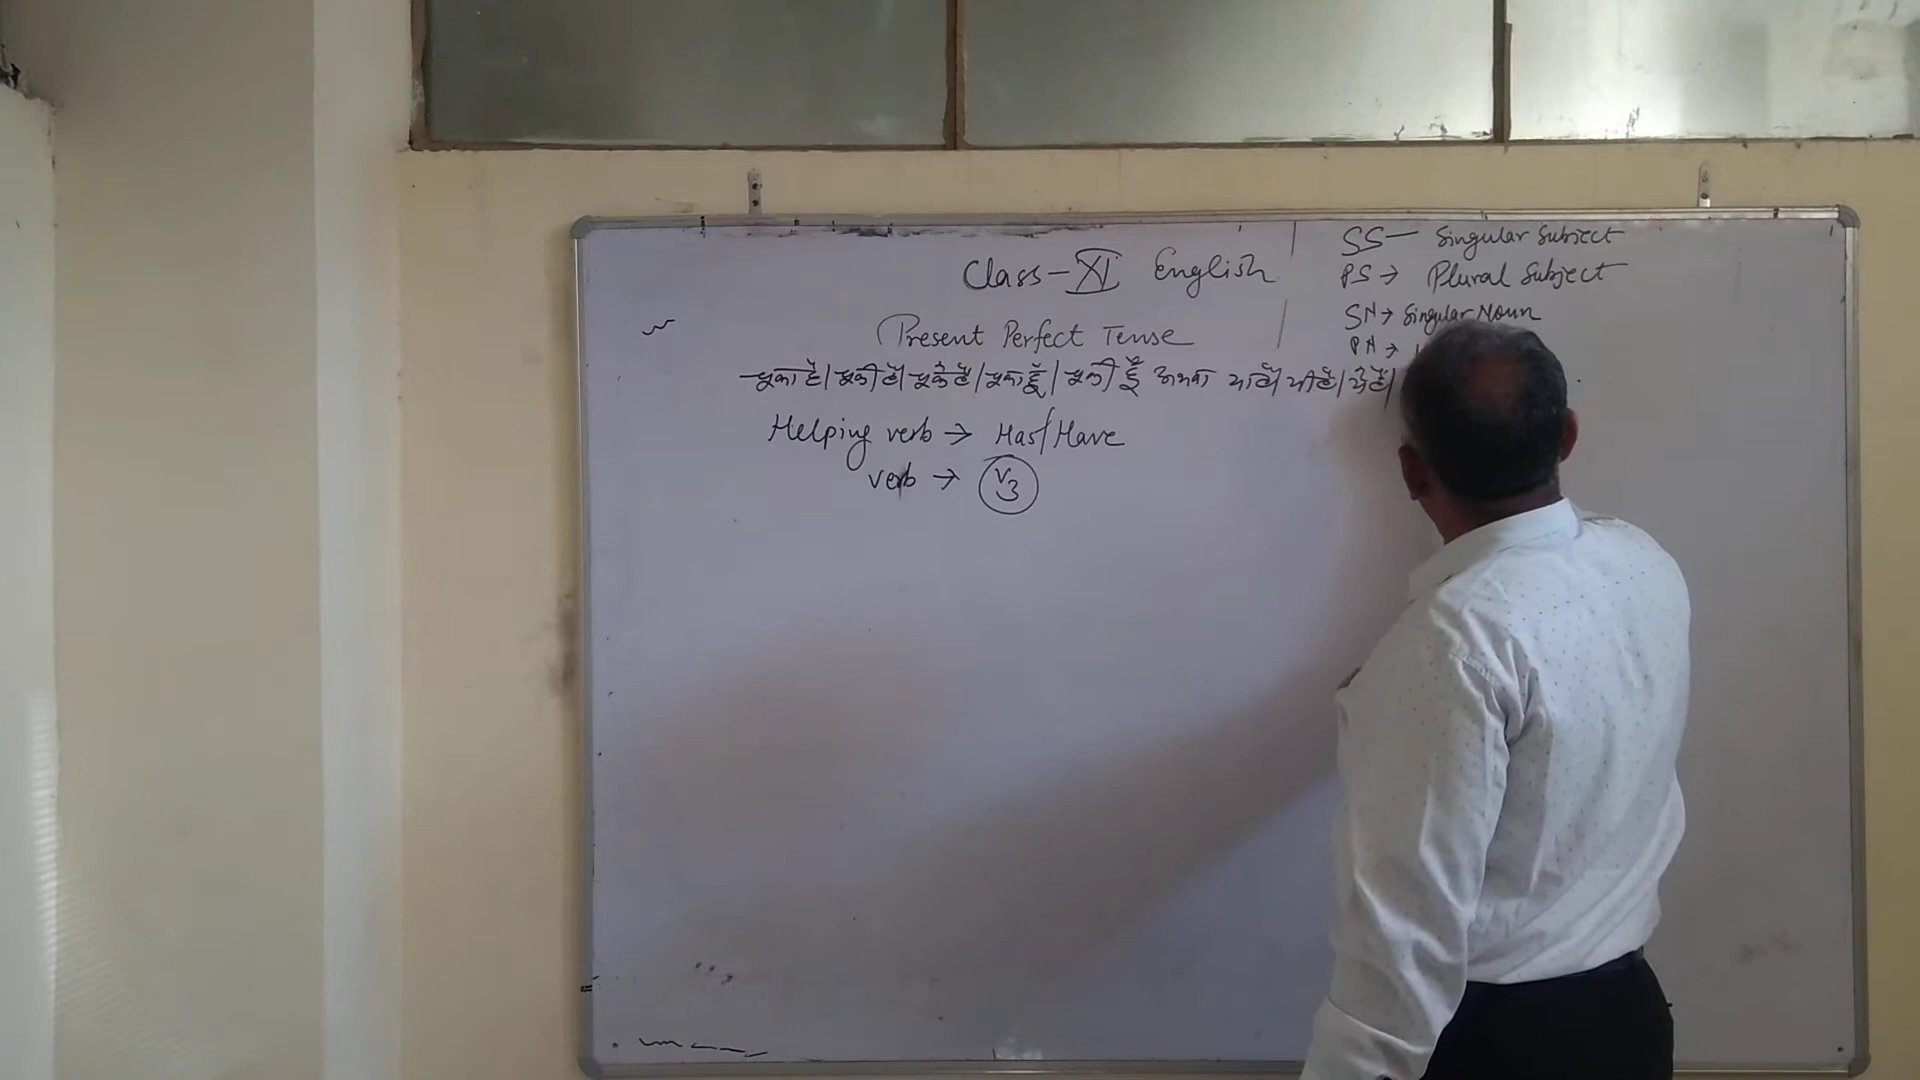 Class - XI English
Present Perfect Tense
चुका है। चुकी है। चुके हैं। चुका हूँ। चुकी हूँ अथवा या है। यी है। ये हैं।
Helping verb → Has/Have
verb → V3
SS — Singular Subject
PS → Plural Subject
SN → Singular Noun
PN →